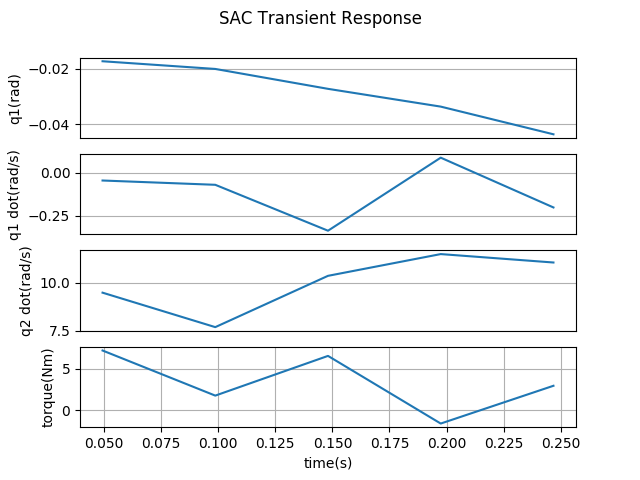 SAC Transient Response
q1(rad)
−0.02
−0.04
q1 dot(rad/s)
0.00
−0.25
q2 dot(rad/s)
10.0
7.5
torque(Nm)
5
0
0.050 0.075 0.100 0.125 0.150 0.175 0.200 0.225 0.250
time(s)